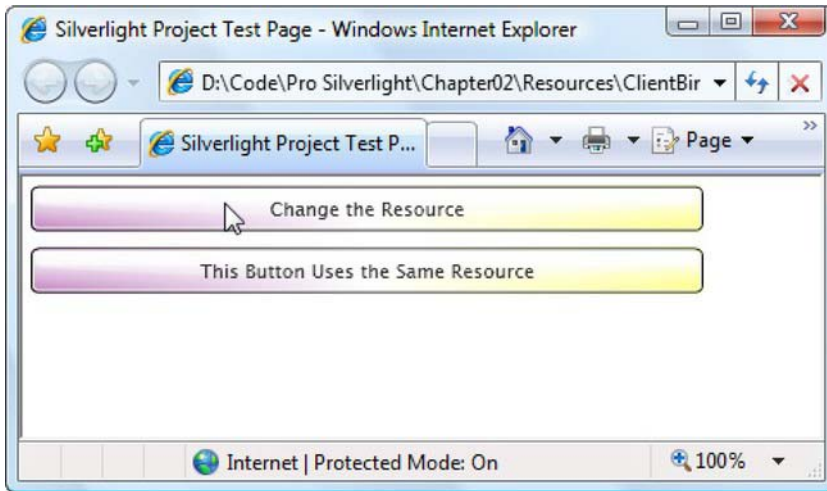 Silverlight Project Test Page - Windows Internet Explorer
D:\Code\Pro Silverlight\Chapter02\Resources\ClientBir
Silverlight Project Test P...
Page
Change the Resource
This Button Uses the Same Resource
Internet | Protected Mode: On
100%